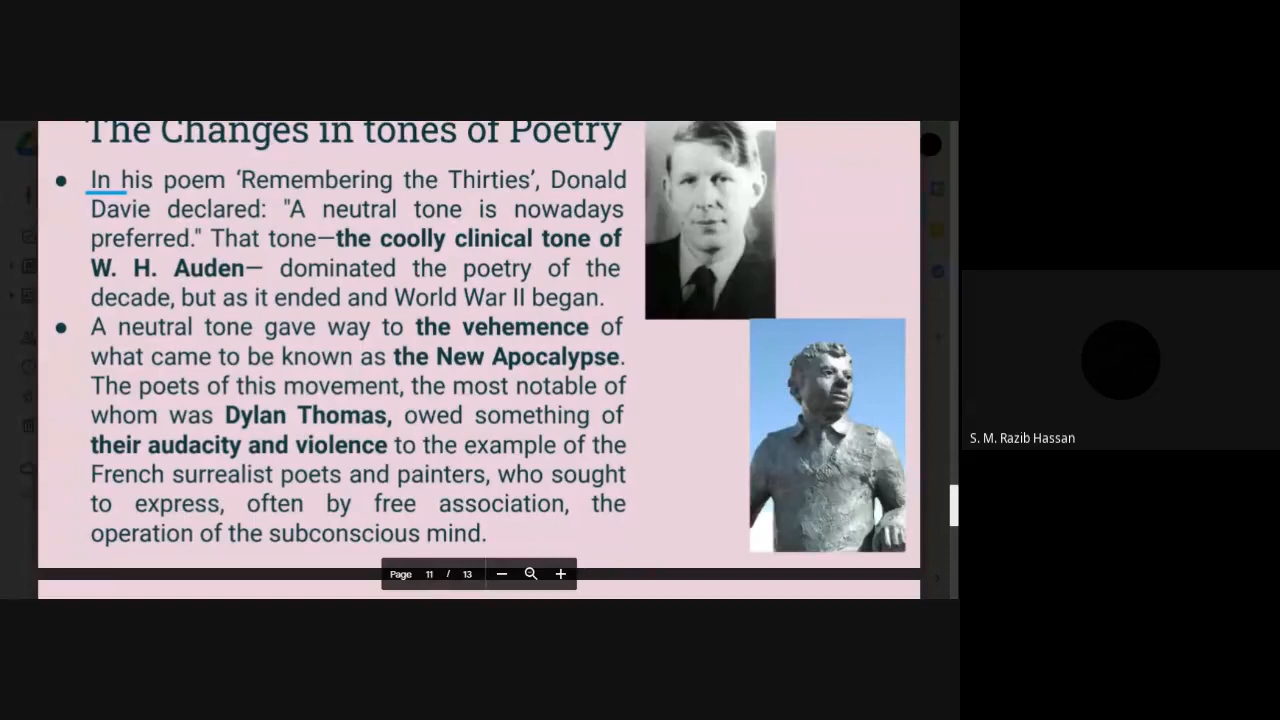 The Changes in tones of Poetry
● In his poem ‘Remembering the Thirties’, Donald
Davie declared: "A neutral tone is nowadays
preferred." That tone—the coolly clinical tone of
W. H. Auden— dominated the poetry of the
decade, but as it ended and World War II began.
● A neutral tone gave way to the vehemence of
what came to be known as the New Apocalypse.
The poets of this movement, the most notable of
whom was Dylan Thomas, owed something of
their audacity and violence to the example of the
French surrealist poets and painters, who sought
to express, often by free association, the
operation of the subconscious mind.
Page 11 / 13
S. M. Razib Hassan